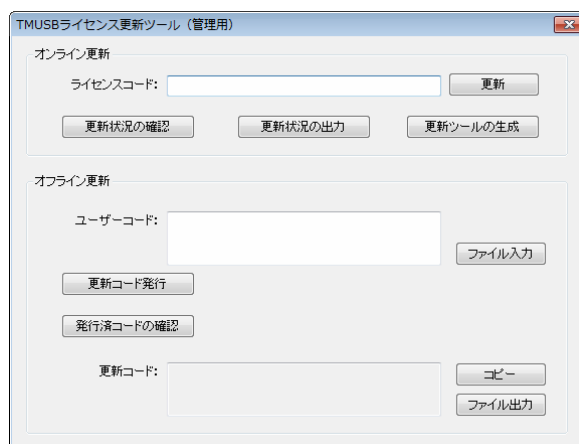 TMUSBライセンス更新ツール（管理用）
オンライン更新
ライセンスコード:
更新
更新状況の確認
更新状況の出力
更新ツールの生成
オフライン更新
ユーザーコード:
ファイル入力
更新コード発行
発行済コードの確認
更新コード:
コピー
ファイル出力